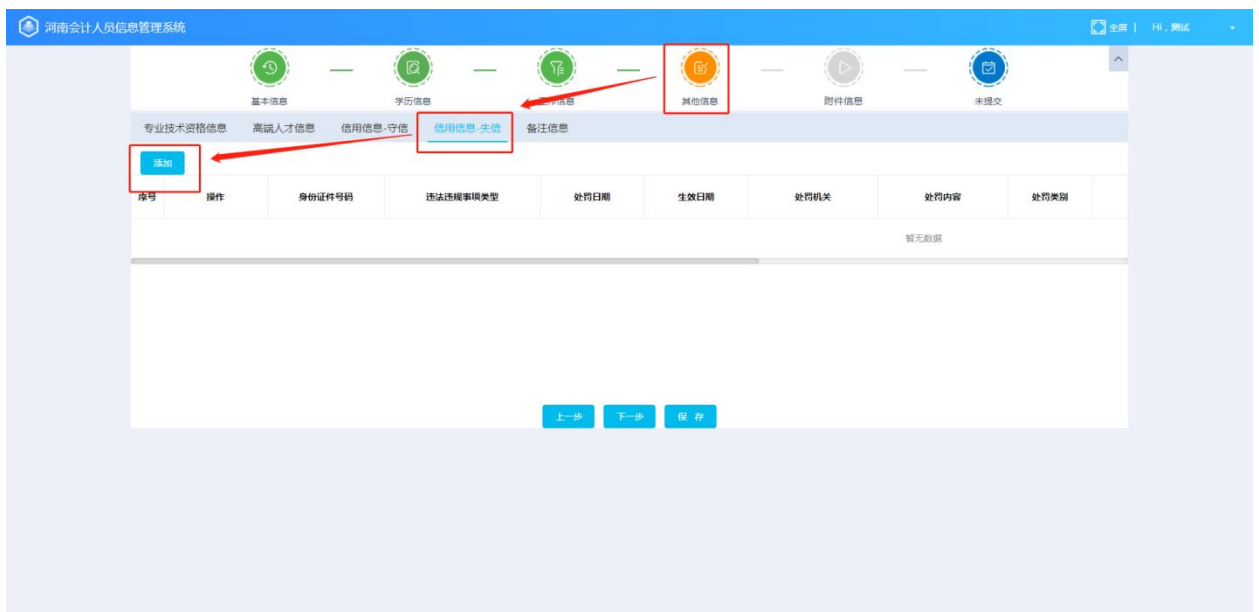 河南会计人员信息管理系统
全屏 | Hi , 测试
基本信息 学历信息 工作信息 其他信息 附件信息 未提交
专业技术资格信息 高端人才信息 信用信息-守信 信用信息-失信 备注信息
添加
序号 操作 身份证件号码 违法违规事项类型 处罚日期 生效日期 处罚机关 处罚内容 处罚类别
暂无数据
上一步 下一步 保 存